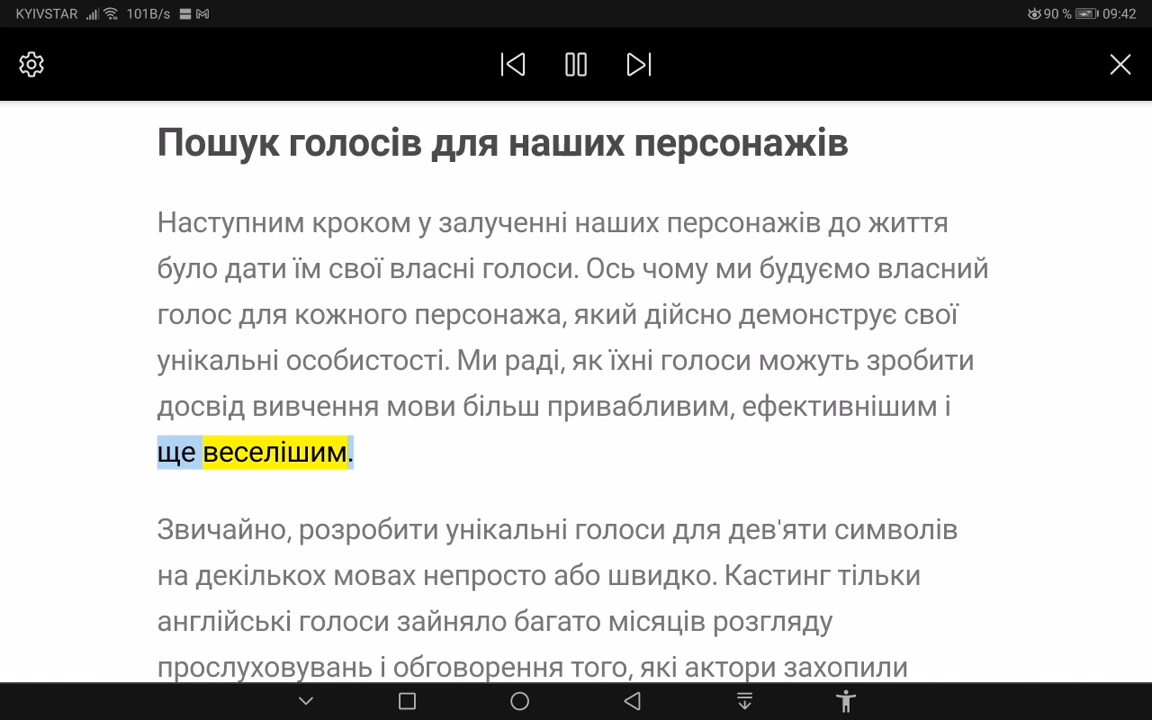 KYIVSTAR 101B/s 90 % 09:42
Пошук голосів для наших персонажів
Наступним кроком у залученні наших персонажів до життя
було дати їм свої власні голоси. Ось чому ми будуємо власний
голос для кожного персонажа, який дійсно демонструє свої
унікальні особистості. Ми раді, як їхні голоси можуть зробити
досвід вивчення мови більш привабливим, ефективнішим і
ще веселішим.
Звичайно, розробити унікальні голоси для дев'яти символів
на декількох мовах непросто або швидко. Кастинг тільки
англійські голоси зайняло багато місяців розгляду
прослуховувань і обговорення того, які актори захопили